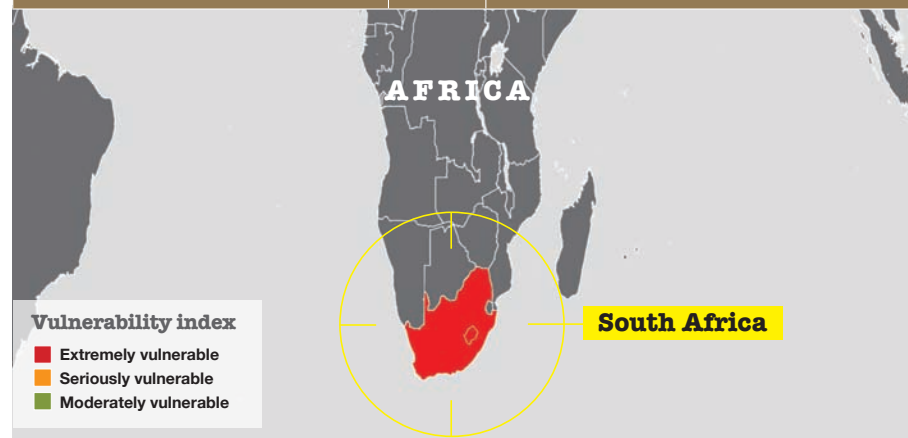 AFRICA
South Africa
Vulnerability index
Extremely vulnerable
Seriously vulnerable
Moderately vulnerable